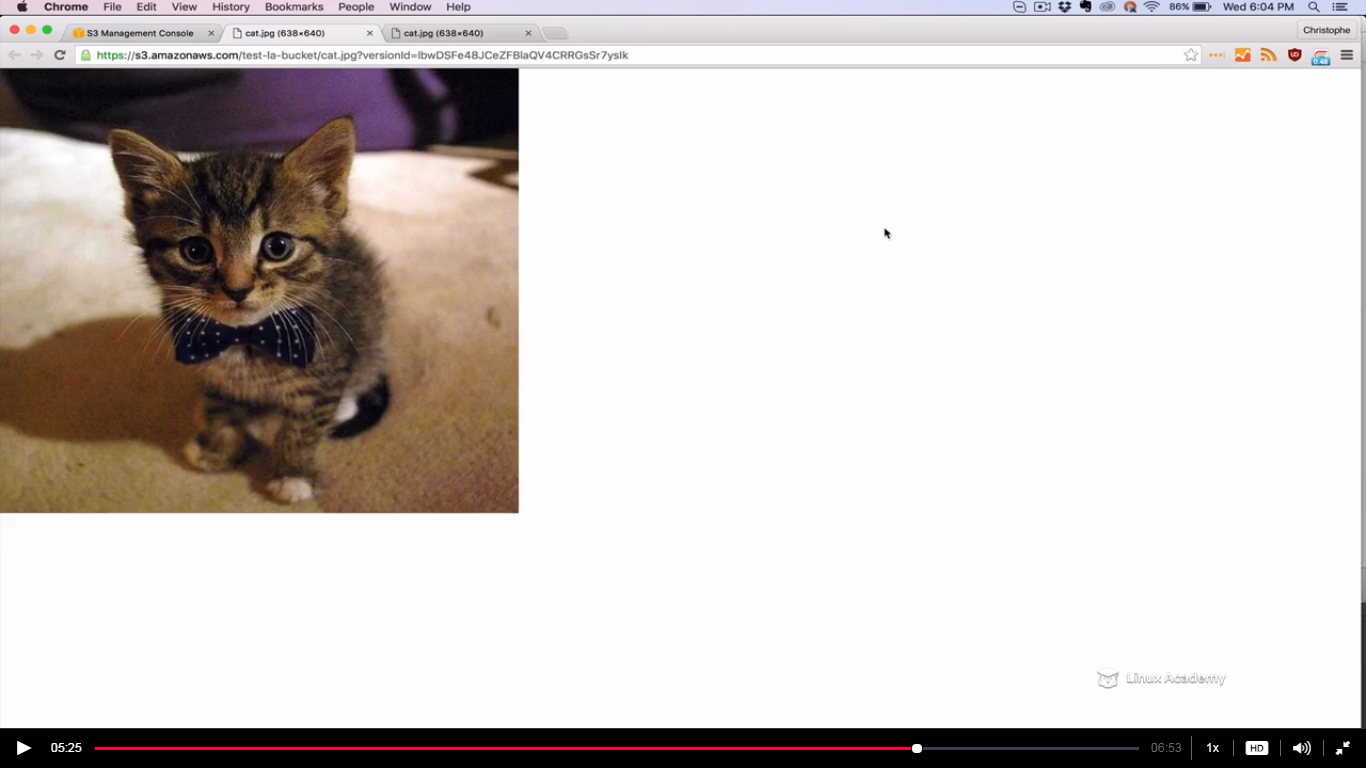 Chrome File Edit View History Bookmarks People Window Help 86% Wed 6:04 PM
S3 Management Console cat.jpg (638×640) cat.jpg (638×640) Christophe
https://s3.amazonaws.com/test-la-bucket/cat.jpg?versionId=lbwDSFe48JCeZFBlaQV4CRRGsSr7yslk
0.48
Linux Academy
05:25 06:53 1x HD